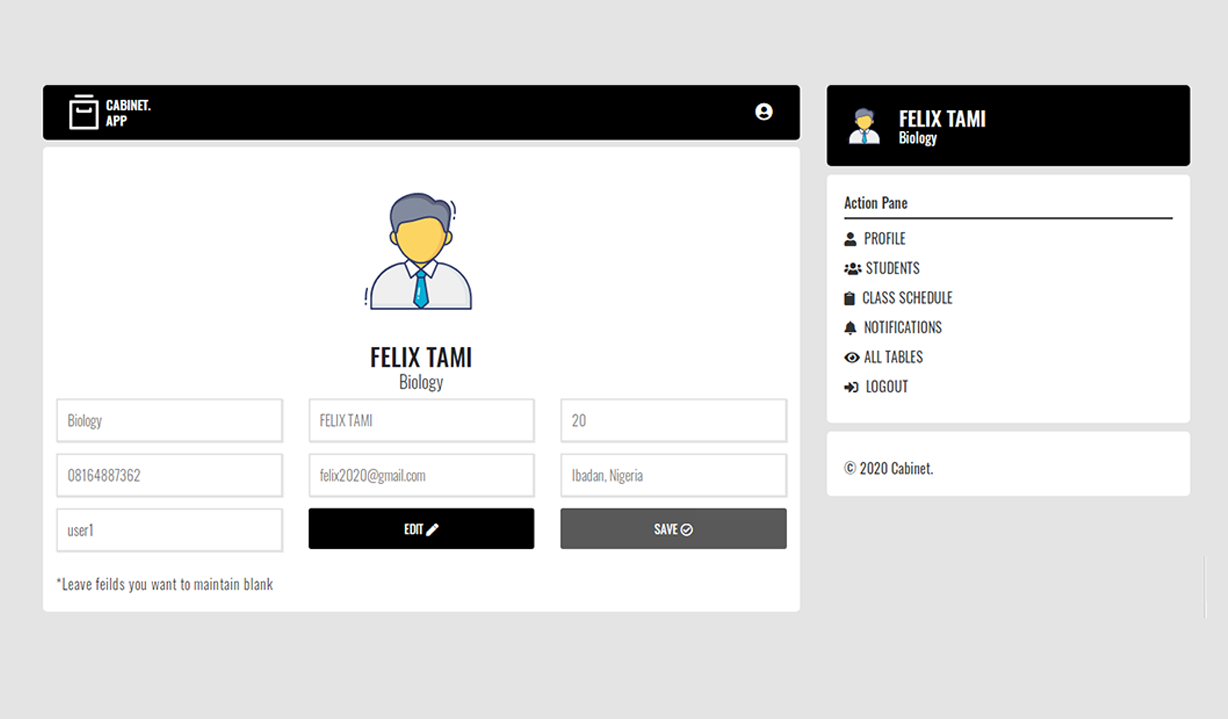 CABINET.
APP
FELIX TAMI
Biology
Biology
FELIX TAMI
20
08164887362
felix2020@gmail.com
Ibadan, Nigeria
user1
EDIT
SAVE
*Leave feilds you want to maintain blank
FELIX TAMI
Biology
Action Pane
PROFILE
STUDENTS
CLASS SCHEDULE
NOTIFICATIONS
ALL TABLES
LOGOUT
© 2020 Cabinet.